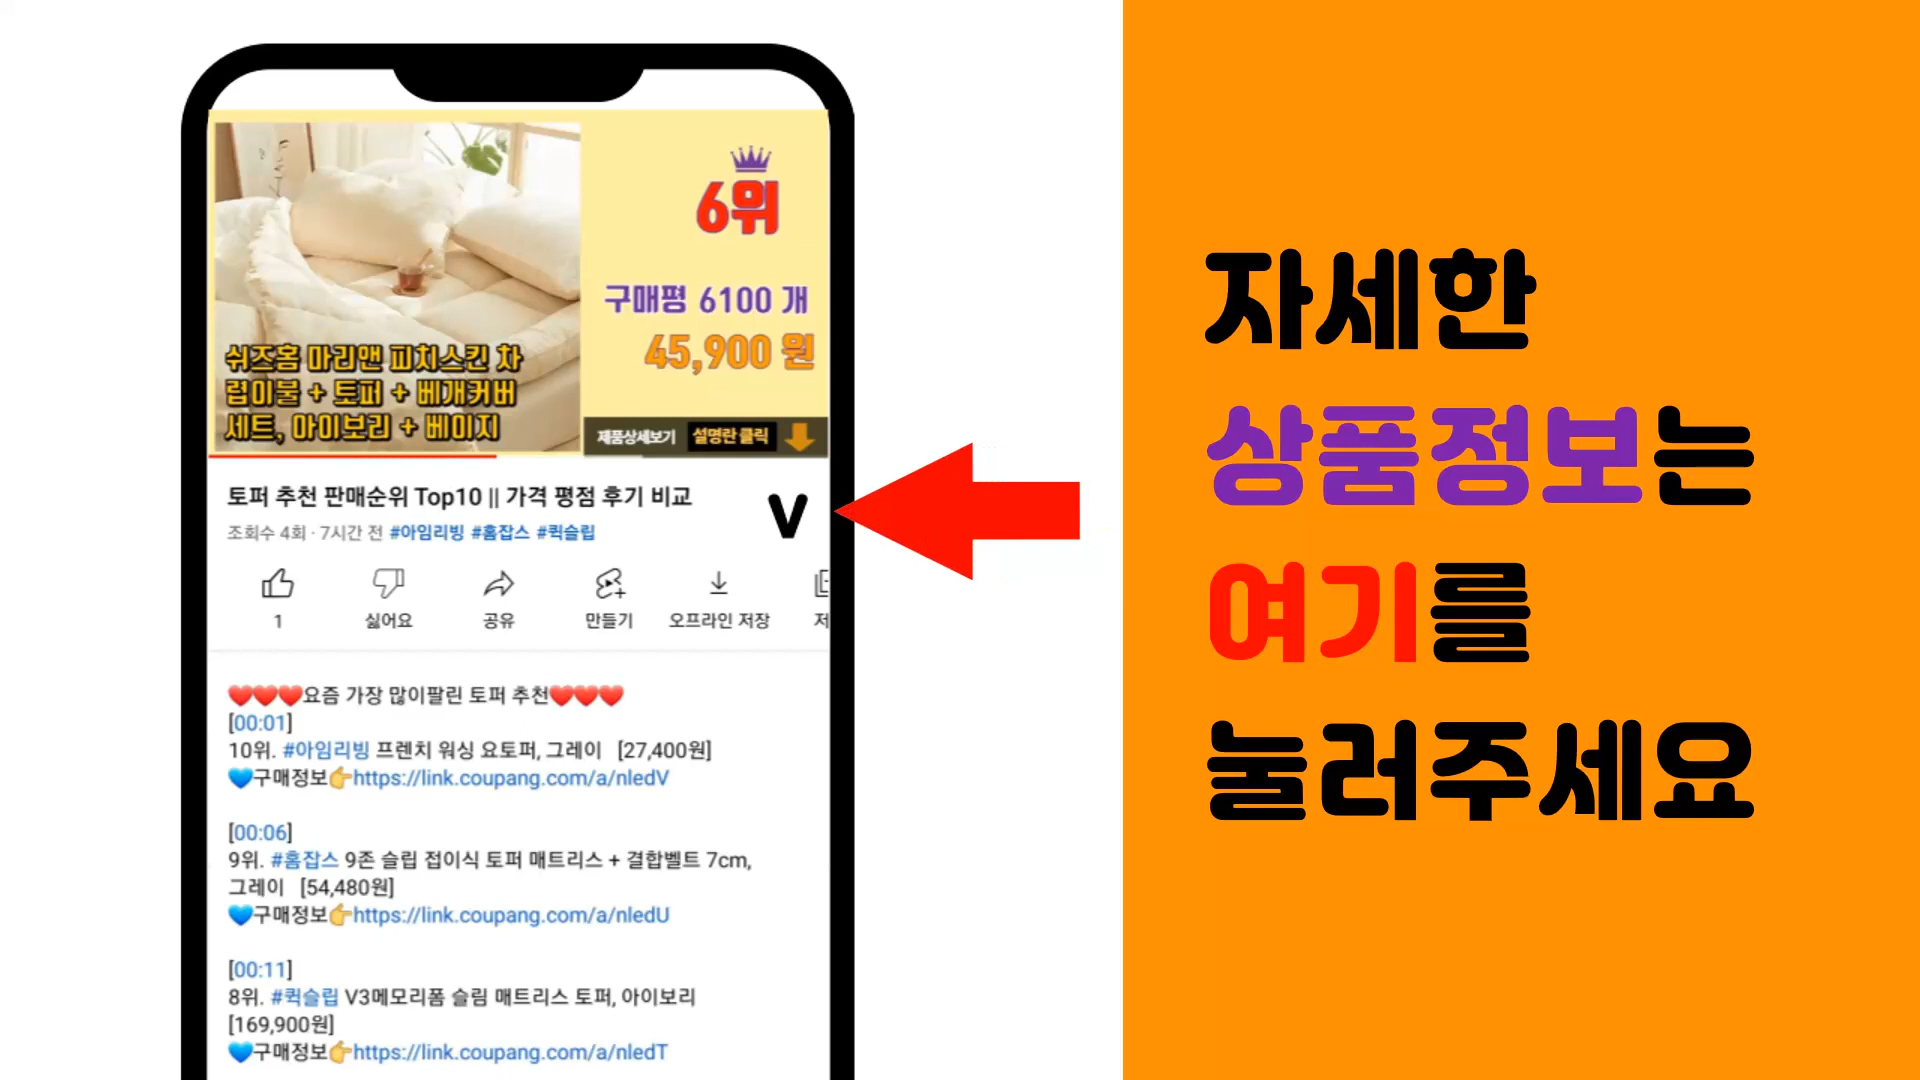 6위
구매평 6100 개
45,900 원
쉬즈홈 마리앤 피치스킨 차
렵이불 + 토퍼 + 베개커버
세트, 아이보리 + 베이지
제품상세보기 설명란 클릭
토퍼 추천 판매순위 Top10 || 가격 평점 후기 비교
V
조회수 4회 · 7시간 전 #아임리빙 #홈잡스 #퀵슬립
1 싫어요 공유 만들기 오프라인 저장 저
❤️❤️❤️요즘 가장 많이팔린 토퍼 추천❤️❤️❤️
[00:01]
10위. #아임리빙 프렌치 워싱 요토퍼, 그레이 [27,400원]
💙구매정보👉https://link.coupang.com/a/nledV
[00:06]
9위. #홈잡스 9존 슬립 접이식 토퍼 매트리스 + 결합벨트 7cm,
그레이 [54,480원]
💙구매정보👉https://link.coupang.com/a/nledU
[00:11]
8위. #퀵슬립 V3메모리폼 슬림 매트리스 토퍼, 아이보리
[169,900원]
💙구매정보👉https://link.coupang.com/a/nledT
자세한
상품정보는
여기를
눌러주세요